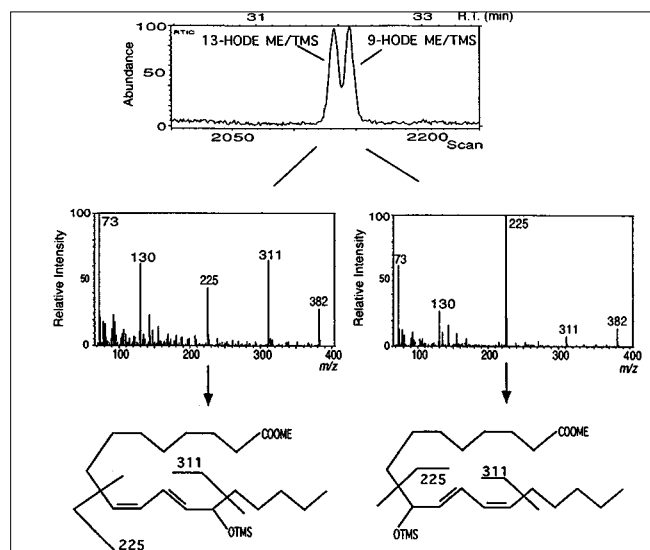 31 33 R.T. (min)
RTIC
13-HODE ME/TMS 9-HODE ME/TMS
Abundance
100
50
0
2050 2200
Scan
Relative Intensity
100
50
0
73
130
225
311
382
100 200 300 400
m/z
Relative Intensity
100
50
0
73
130
225
311
382
100 200 300 400
m/z
COOME
311
OTMS
225
COOME
225
311
OTMS